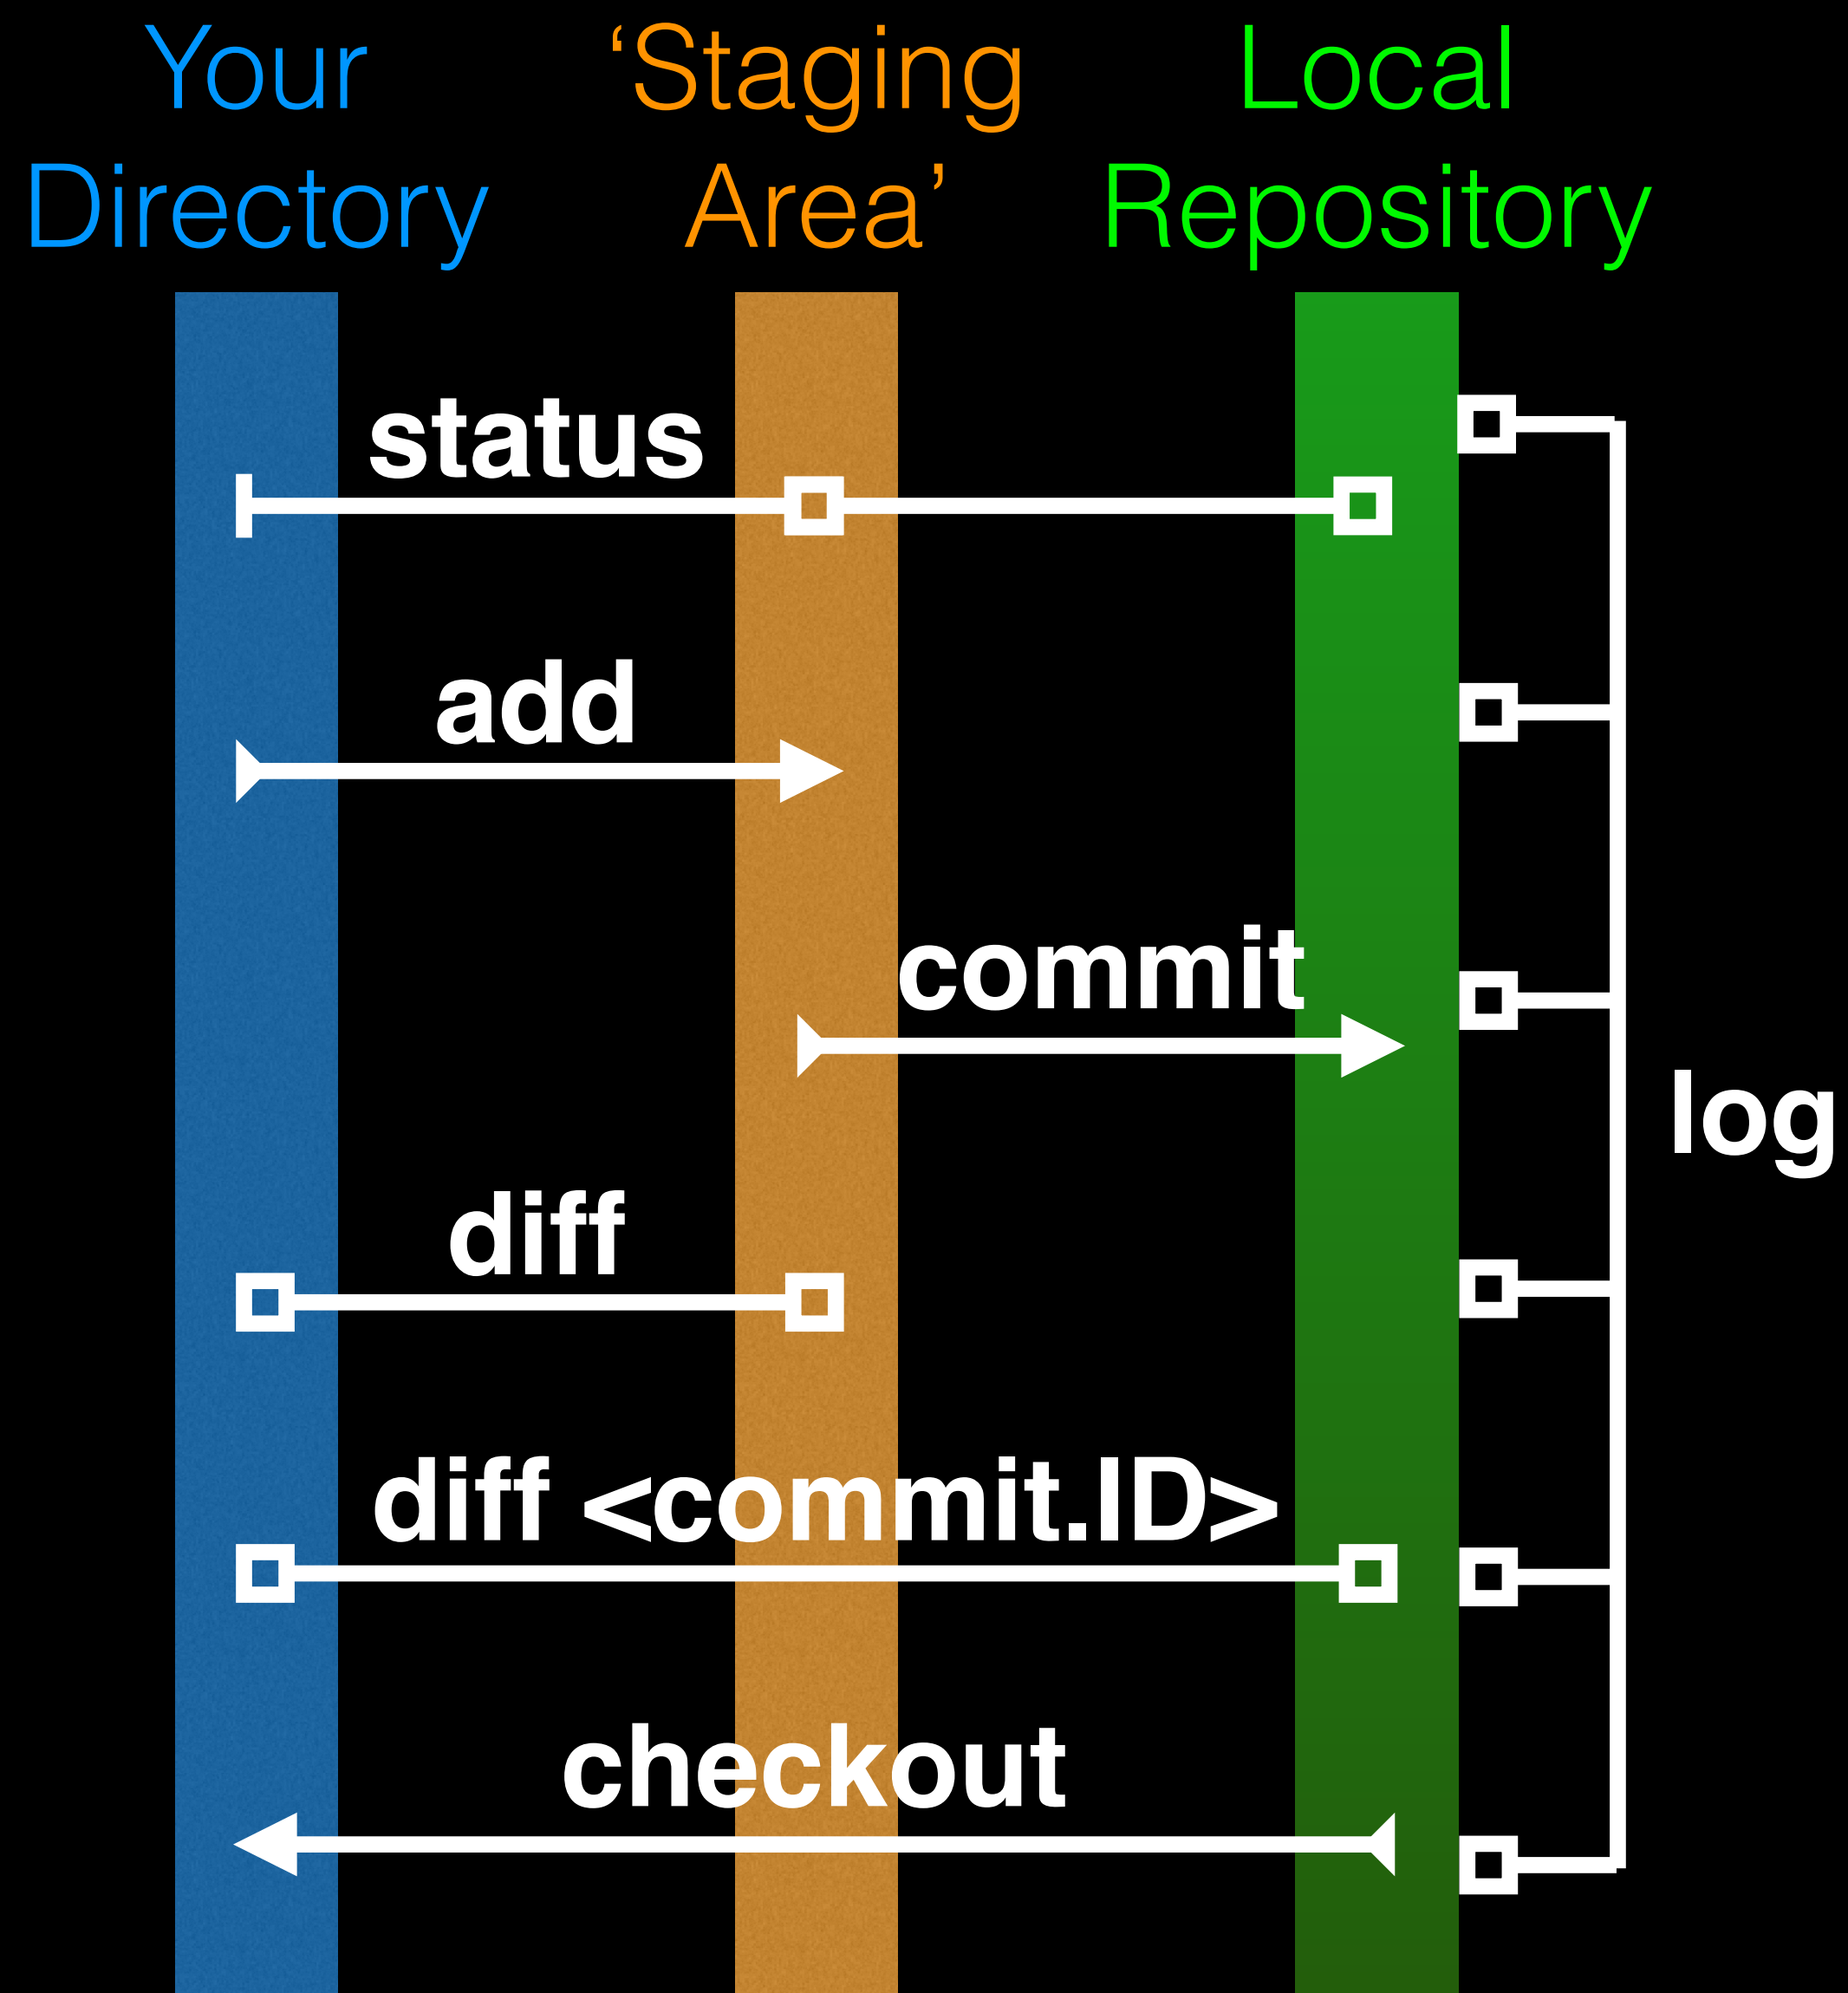 Your
Directory
‘Staging
Area’
Local
Repository
status
add
commit
log
diff
diff <commit.ID>
checkout